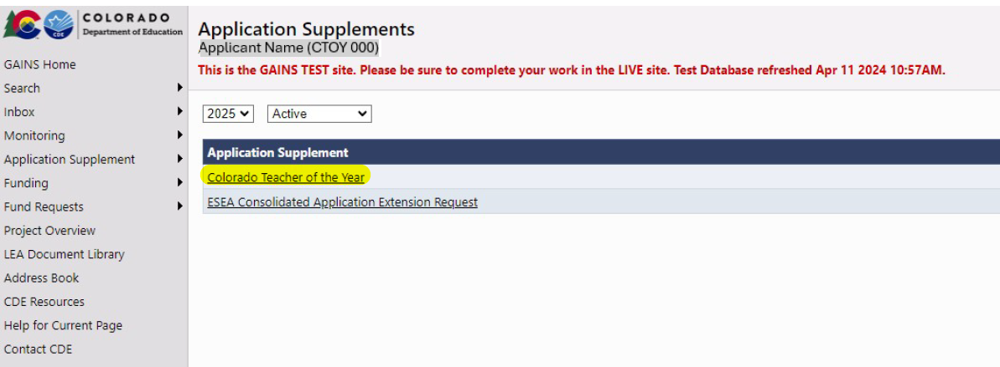 COLORADO
Department of Education
CDE
GAINS Home
Search
Inbox
Monitoring
Application Supplement
Funding
Fund Requests
Project Overview
LEA Document Library
Address Book
CDE Resources
Help for Current Page
Contact CDE
Application Supplements
Applicant Name (CTOY 000)
This is the GAINS TEST site. Please be sure to complete your work in the LIVE site. Test Database refreshed Apr 11 2024 10:57AM.
2025 Active
Application Supplement
Colorado Teacher of the Year
ESEA Consolidated Application Extension Request